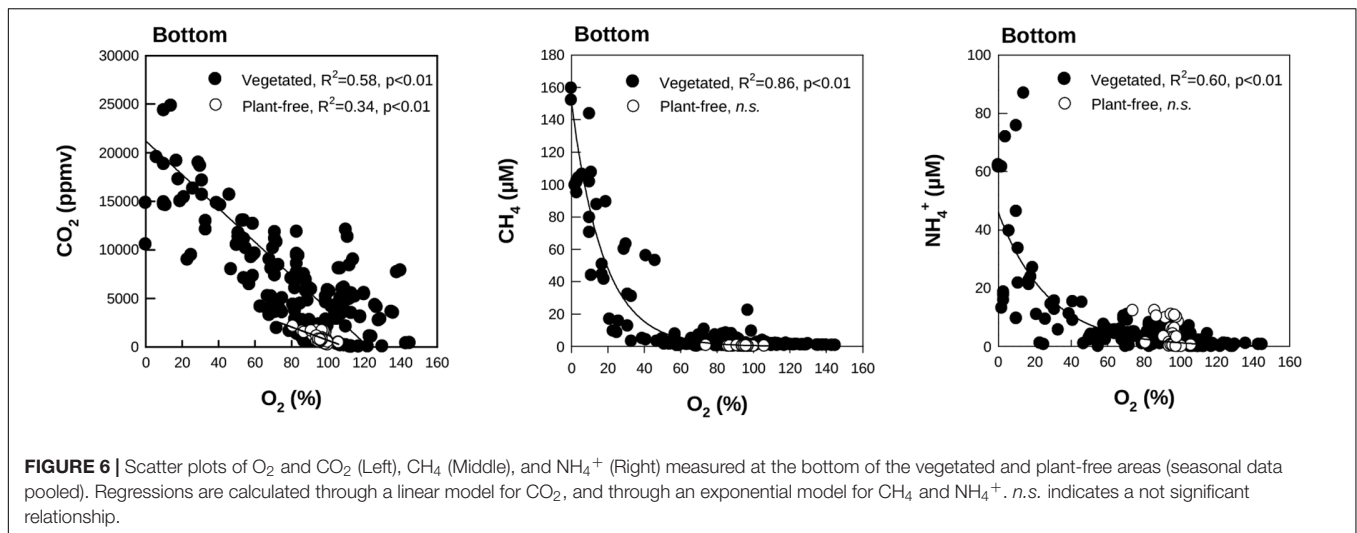 Bottom
30000
25000
20000
15000
10000
5000
0
0 20 40 60 80 100 120 140 160
CO₂ (ppmv)
O₂ (%)
Vegetated, R²=0.58, p<0.01
Plant-free, R²=0.34, p<0.01
Bottom
180
160
140
120
100
80
60
40
20
0
0 20 40 60 80 100 120 140 160
CH₄ (µM)
O₂ (%)
Vegetated, R²=0.86, p<0.01
Plant-free, n.s.
Bottom
100
80
60
40
20
0
0 20 40 60 80 100 120 140 160
NH₄⁺ (µM)
O₂ (%)
Vegetated, R²=0.60, p<0.01
Plant-free, n.s.
FIGURE 6 | Scatter plots of O₂ and CO₂ (Left), CH₄ (Middle), and NH₄⁺ (Right) measured at the bottom of the vegetated and plant-free areas (seasonal data
pooled). Regressions are calculated through a linear model for CO₂, and through an exponential model for CH₄ and NH₄⁺. n.s. indicates a not significant
relationship.